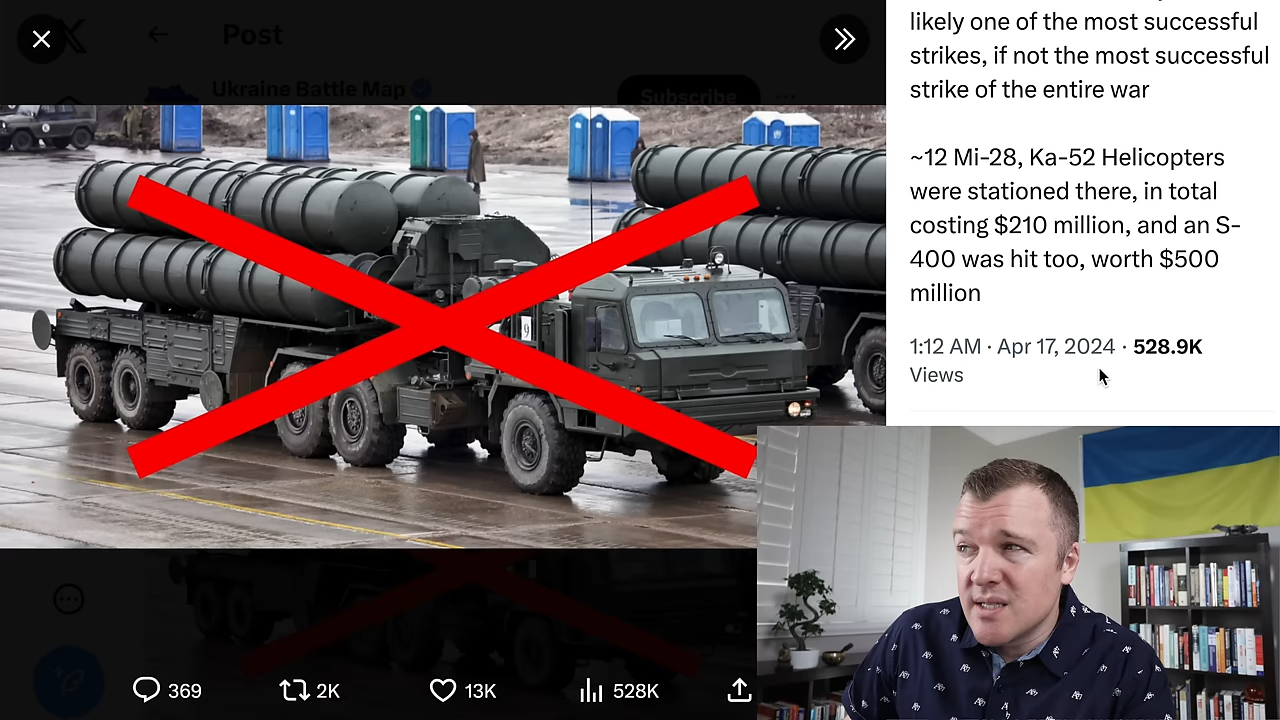 Post
Ukraine Battle Map
Subscribe
likely one of the most successful
strikes, if not the most successful
strike of the entire war
~12 Mi-28, Ka-52 Helicopters
were stationed there, in total
costing $210 million, and an S-
400 was hit too, worth $500
million
1:12 AM · Apr 17, 2024 · 528.9K
Views
9
369
2K
13K
528K